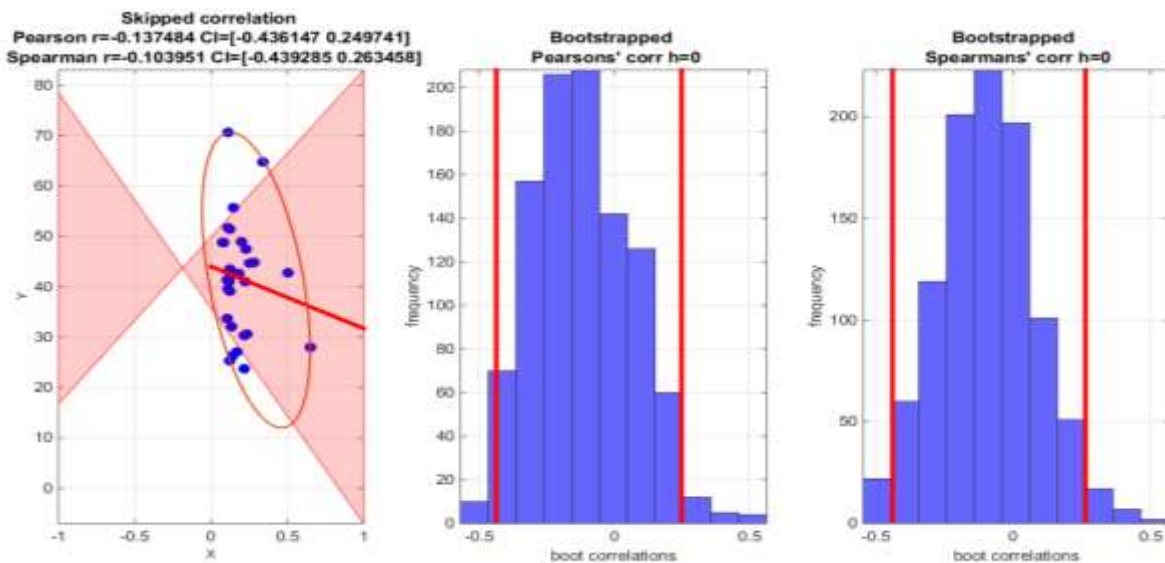 Skipped correlation
Pearson r=-0.137484 CI=[-0.436147 0.249741]
Spearman r=-0.103951 CI=[-0.439285 0.263458]
80
70
60
50
40
30
20
10
0
Y
-1
-0.5
0
0.5
1
X
Bootstrapped
Pearsons' corr h=0
200
180
160
140
120
100
80
60
40
20
0
frequency
-0.5
0
0.5
boot correlations
Bootstrapped
Spearmans' corr h=0
200
150
100
50
0
frequency
-0.5
0
0.5
boot correlations